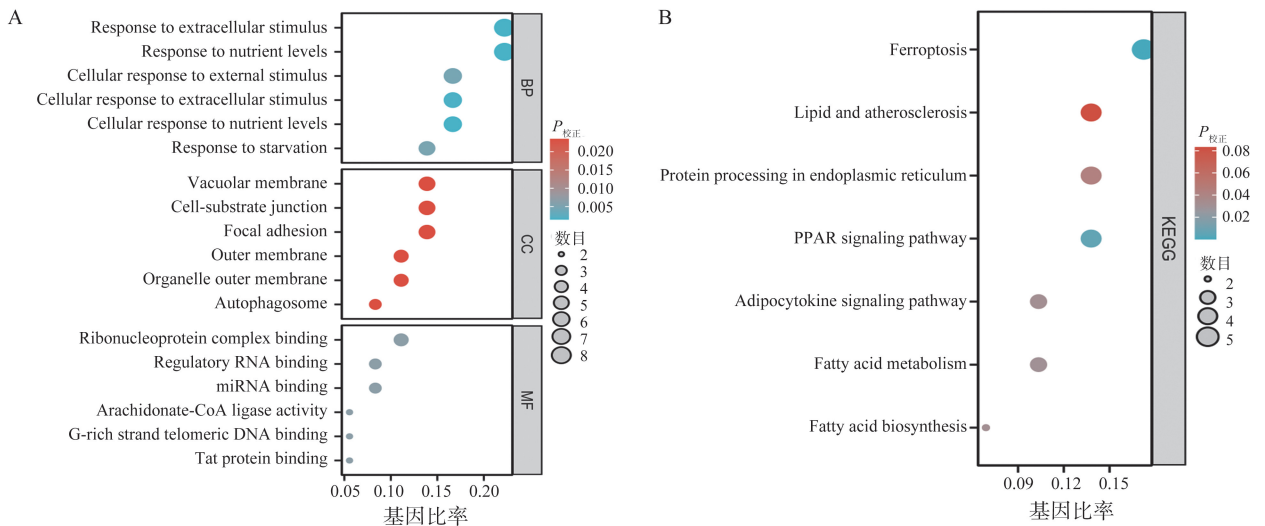 A
Response to extracellular stimulus
Response to nutrient levels
Cellular response to external stimulus
Cellular response to extracellular stimulus
Cellular response to nutrient levels
Response to starvation
BP
Vacuolar membrane
Cell-substrate junction
Focal adhesion
Outer membrane
Organelle outer membrane
Autophagosome
CC
Ribonucleoprotein complex binding
Regulatory RNA binding
miRNA binding
Arachidonate-CoA ligase activity
G-rich strand telomeric DNA binding
Tat protein binding
MF
0.05 0.10 0.15 0.20
基因比率
P校正
0.020
0.015
0.010
0.005
数目
2
3
4
5
6
7
8
B
Ferroptosis
Lipid and atherosclerosis
Protein processing in endoplasmic reticulum
PPAR signaling pathway
Adipocytokine signaling pathway
Fatty acid metabolism
Fatty acid biosynthesis
KEGG
0.09 0.12 0.15
基因比率
P校正
0.08
0.06
0.04
0.02
数目
2
3
4
5